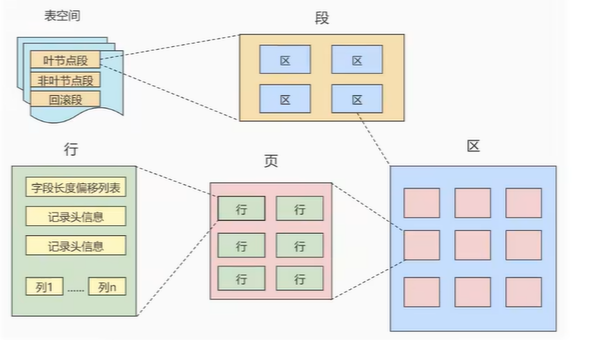 表空间
叶节点段
非叶节点段
回滚段
段
区 区
区 区
行
字段长度偏移列表
记录头信息
记录头信息
列1 ...... 列n
页
行 行
行 行
行 行
区